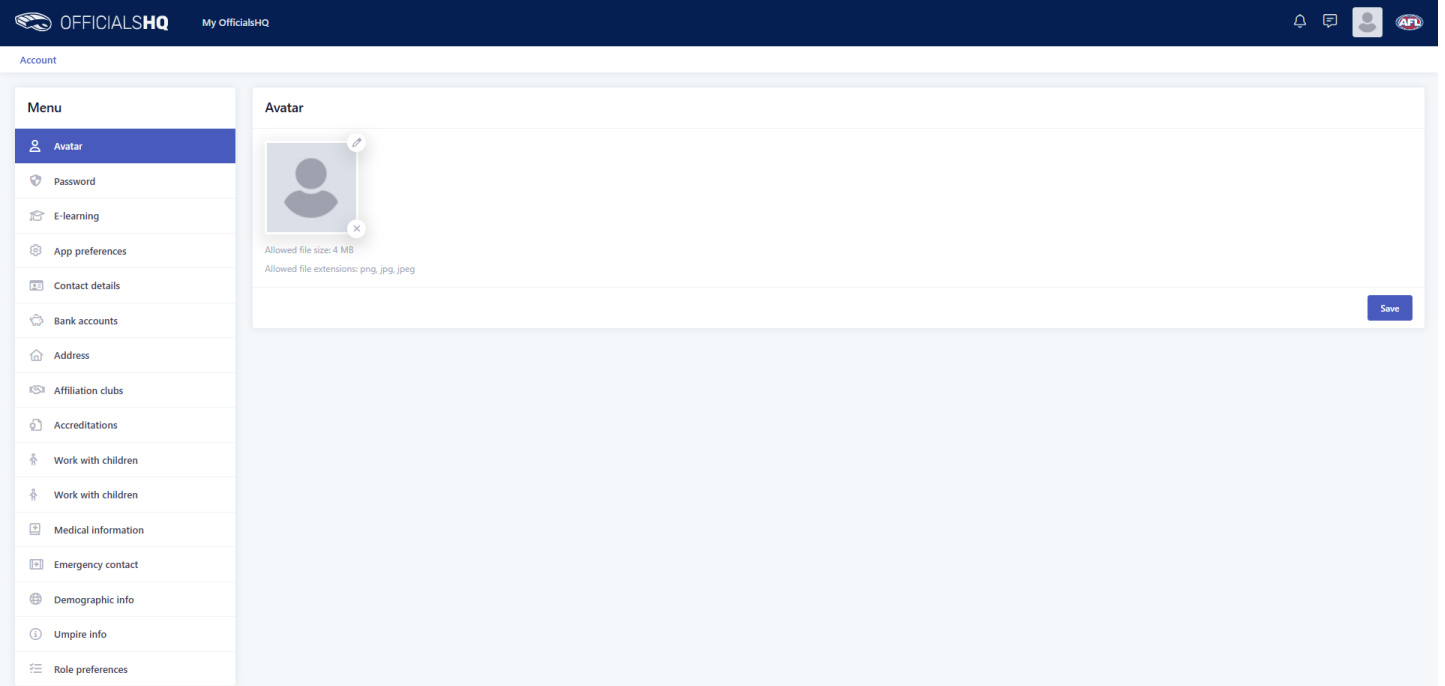 OFFICIALSHQ
My OfficialsHQ
AFL
Account
Menu
Avatar
Password
E-learning
App preferences
Contact details
Bank accounts
Address
Affiliation clubs
Accreditations
Work with children
Work with children
Medical information
Emergency contact
Demographic info
Umpire info
Role preferences
Avatar
Allowed file size: 4 MB
Allowed file extensions: png, jpg, jpeg
Save